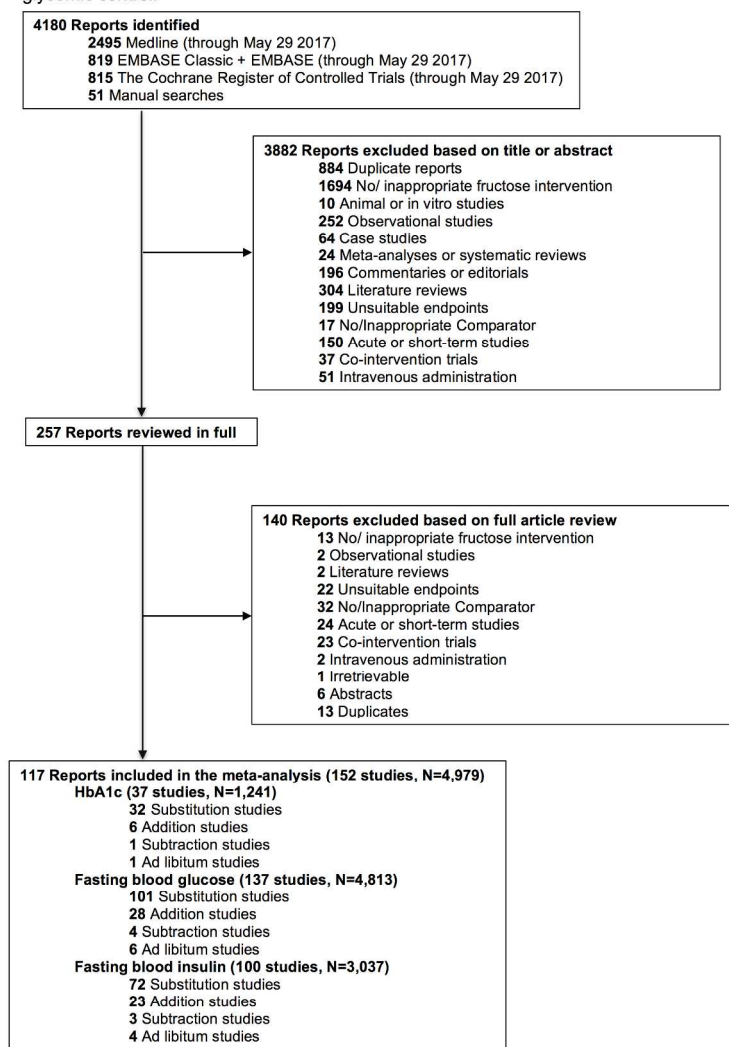 4180 Reports identified
2495 Medline (through May 29 2017)
819 EMBASE Classic + EMBASE (through May 29 2017)
815 The Cochrane Register of Controlled Trials (through May 29 2017)
51 Manual searches
3882 Reports excluded based on title or abstract
884 Duplicate reports
1694 No/ inappropriate fructose intervention
10 Animal or in vitro studies
252 Observational studies
64 Case studies
24 Meta-analyses or systematic reviews
196 Commentaries or editorials
304 Literature reviews
199 Unsuitable endpoints
17 No/Inappropriate Comparator
150 Acute or short-term studies
37 Co-intervention trials
51 Intravenous administration
257 Reports reviewed in full
140 Reports excluded based on full article review
13 No/ inappropriate fructose intervention
2 Observational studies
2 Literature reviews
22 Unsuitable endpoints
32 No/Inappropriate Comparator
24 Acute or short-term studies
23 Co-intervention trials
2 Intravenous administration
1 Irretrievable
6 Abstracts
13 Duplicates
117 Reports included in the meta-analysis (152 studies, N=4,979)
HbA1c (37 studies, N=1,241)
32 Substitution studies
6 Addition studies
1 Subtraction studies
1 Ad libitum studies
Fasting blood glucose (137 studies, N=4,813)
101 Substitution studies
28 Addition studies
4 Subtraction studies
6 Ad libitum studies
Fasting blood insulin (100 studies, N=3,037)
72 Substitution studies
23 Addition studies
3 Subtraction studies
4 Ad libitum studies